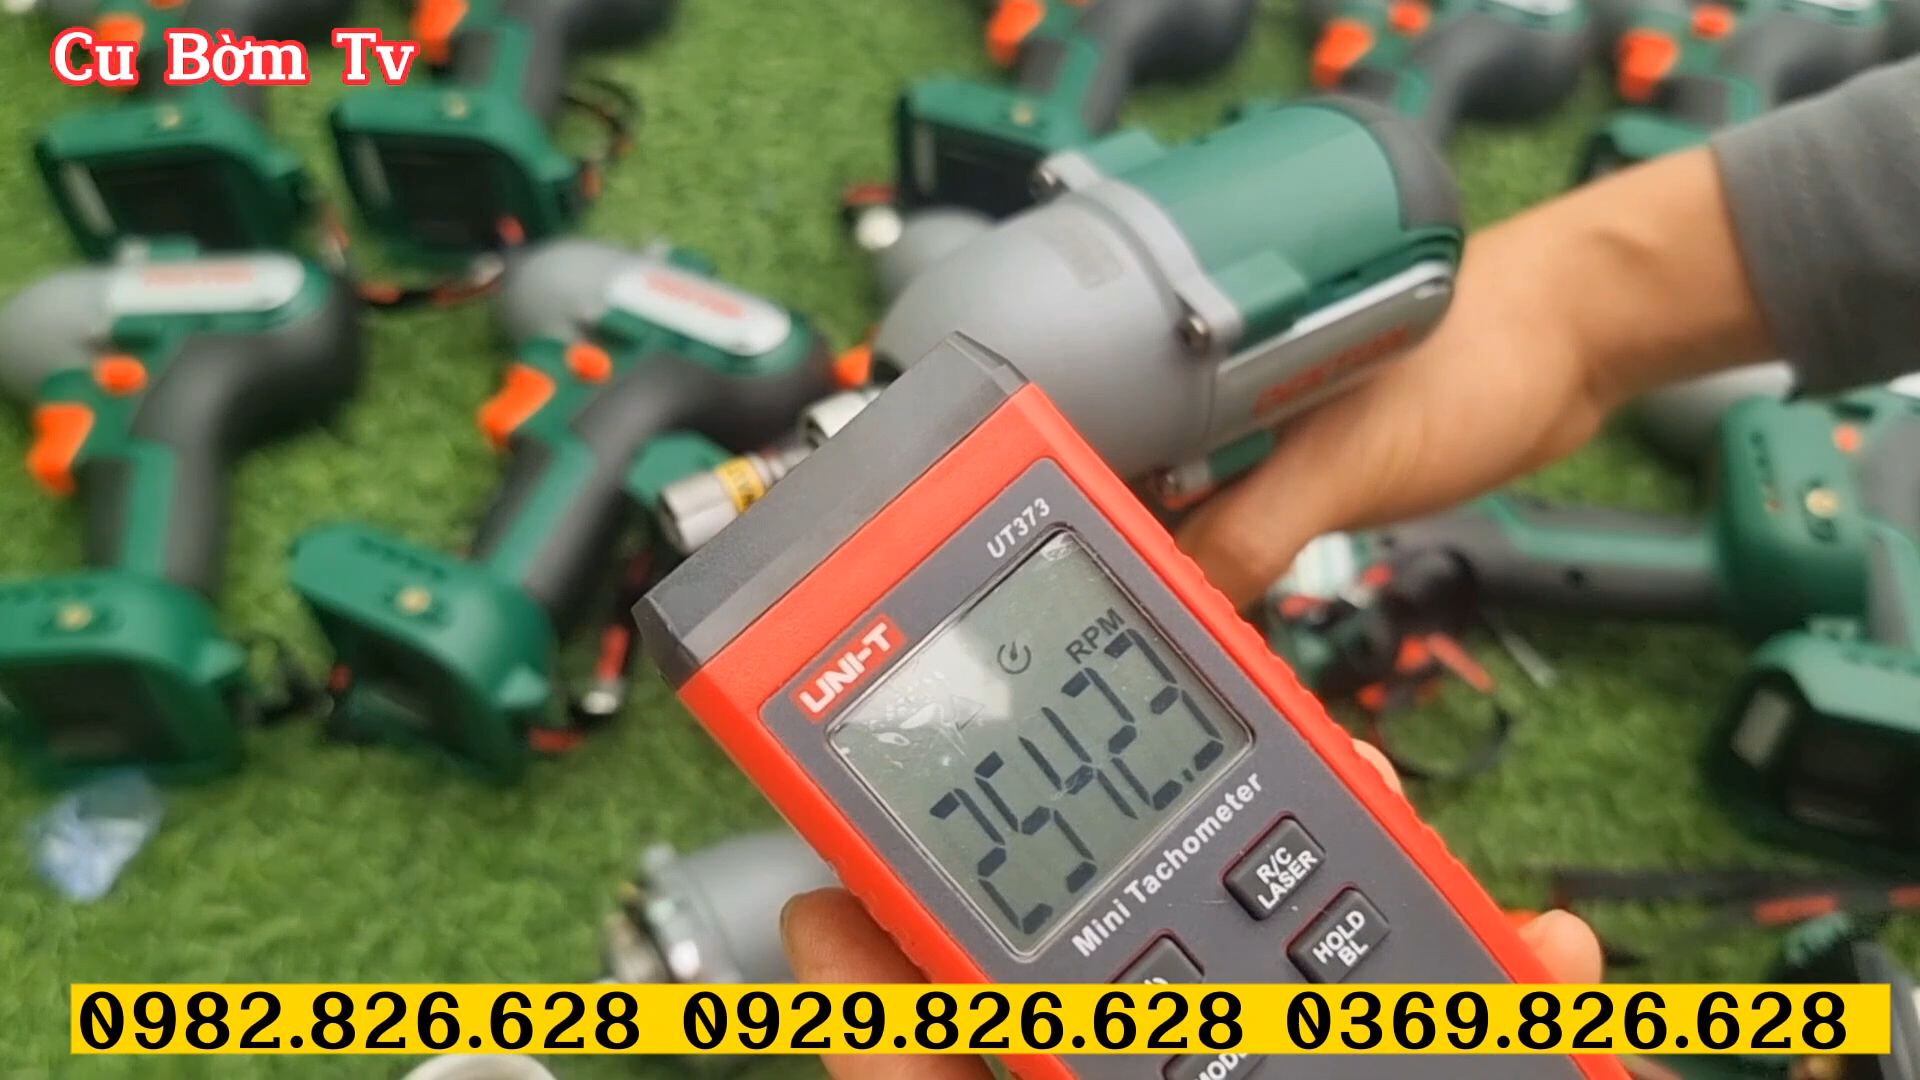 Cu Bờm Tv
UT373
UNI-T
RPM
2542.3
Mini Tachometer
R/C
LASER
HOLD
BL
0982.826.628 0929.826.628 0369.826.628